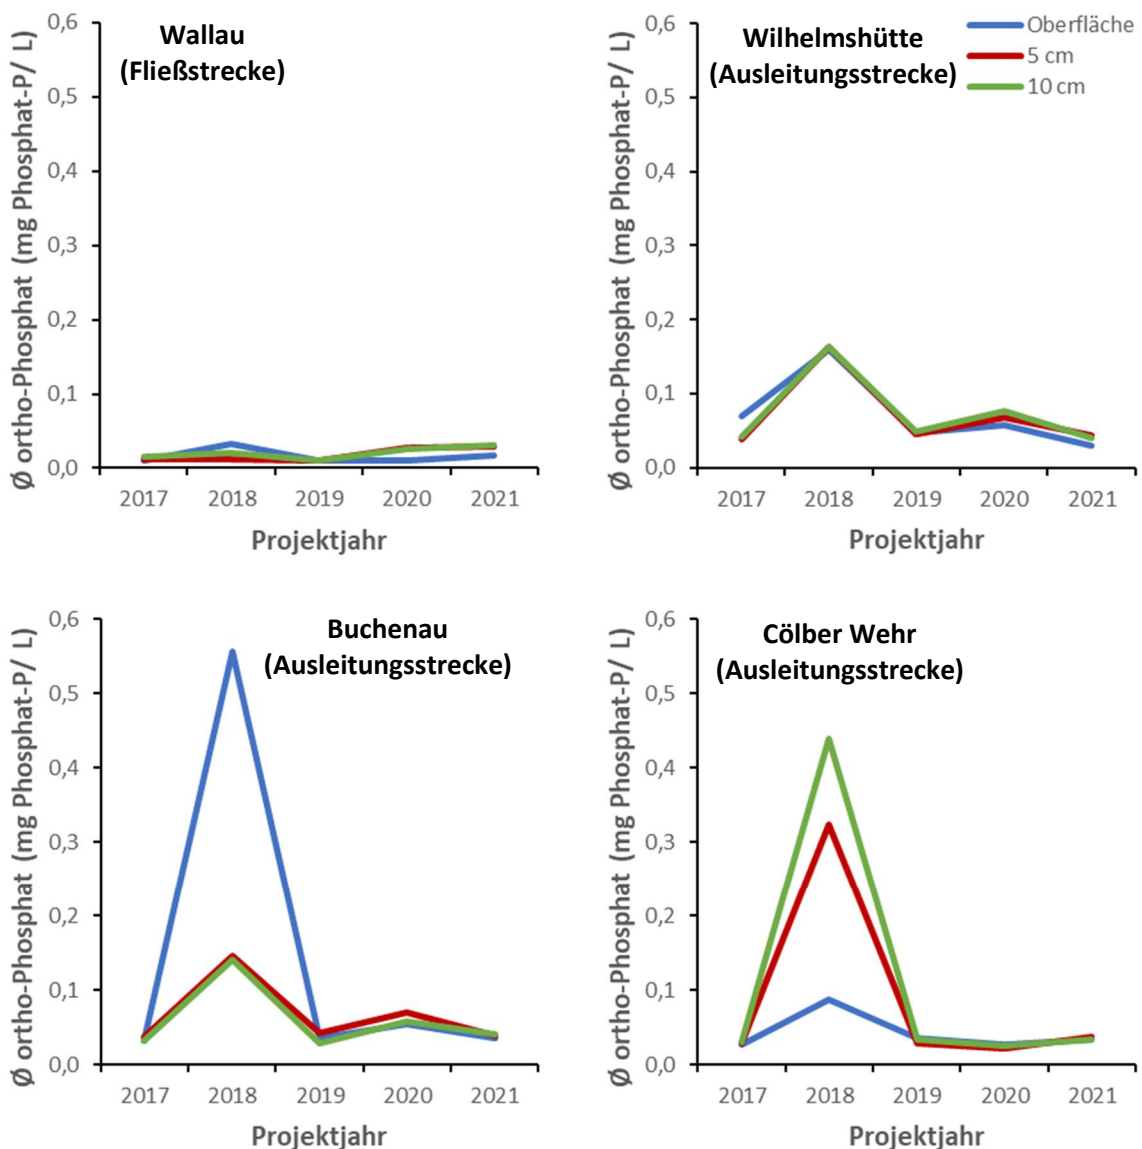 Ø ortho-Phosphat (mg Phosphat-P/ L)
0,6
0,5
0,4
0,3
0,2
0,1
0,0
Wallau
(Fließstrecke)
2017 2018 2019 2020 2021
Projektjahr
Ø ortho-Phosphat (mg Phosphat-P/ L)
0,6
0,5
0,4
0,3
0,2
0,1
0,0
Wilhelmshütte
(Ausleitungsstrecke)
Oberfläche
5 cm
10 cm
2017 2018 2019 2020 2021
Projektjahr
Ø ortho-Phosphat (mg Phosphat-P/ L)
0,6
0,5
0,4
0,3
0,2
0,1
0,0
Buchenau
(Ausleitungsstrecke)
2017 2018 2019 2020 2021
Projektjahr
Ø ortho-Phosphat (mg Phosphat-P/ L)
0,6
0,5
0,4
0,3
0,2
0,1
0,0
Cölber Wehr
(Ausleitungsstrecke)
2017 2018 2019 2020 2021
Projektjahr